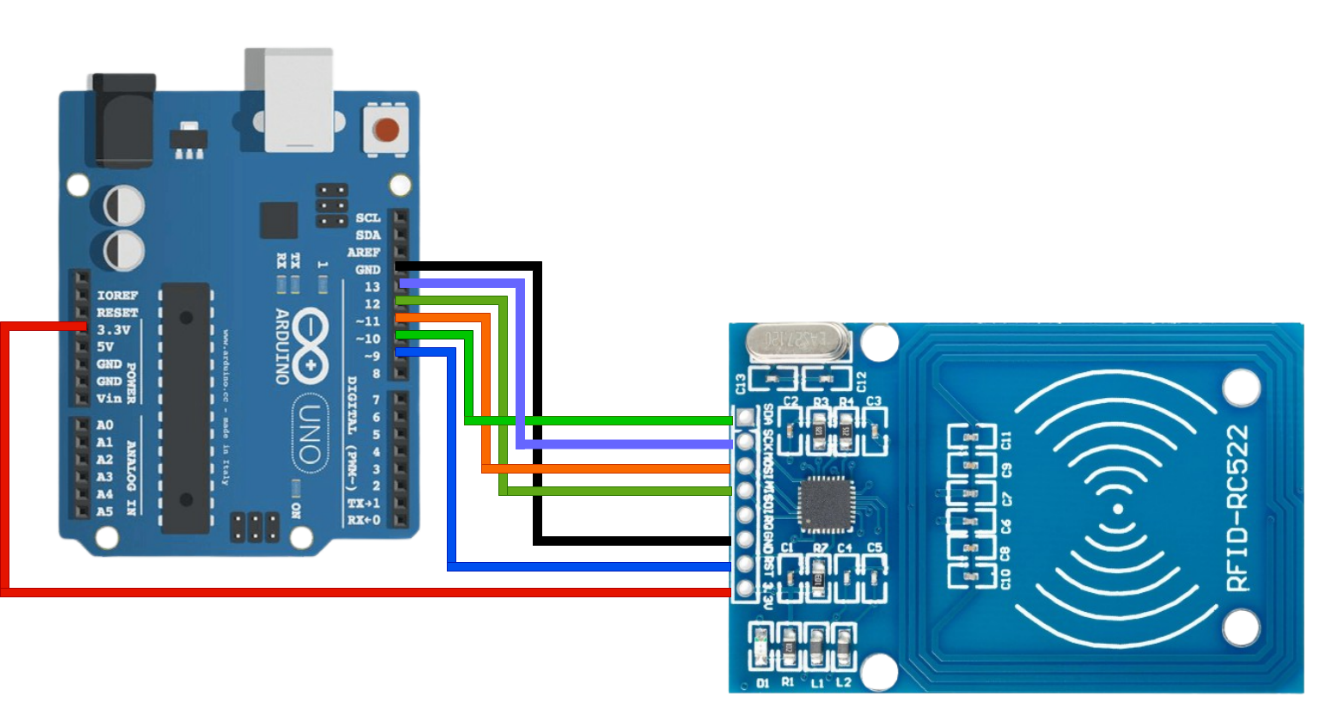 SCL
SDA
AREF
GND
13
12
~11
~10
~9
8
7
6
5
4
3
2
TX→1
RX←0
DIGITAL (PWM~)
RX
TX
1
ARDUINO
UNO
ON
www.arduino.cc - made in Italy
IOREF
RESET
3.3V
5V
GND
GND
Vin
POWER
A0
A1
A2
A3
A4
A5
ANALOG IN
C13
C12
C2
R3
R4
C3
SDA
SCK
MOSI
MISO
IRQ
GND
RST
3.3V
C1
R7
C4
C5
D1
R1
L1
L2
C11
C9
C7
C6
C8
C10
RFID-RC522